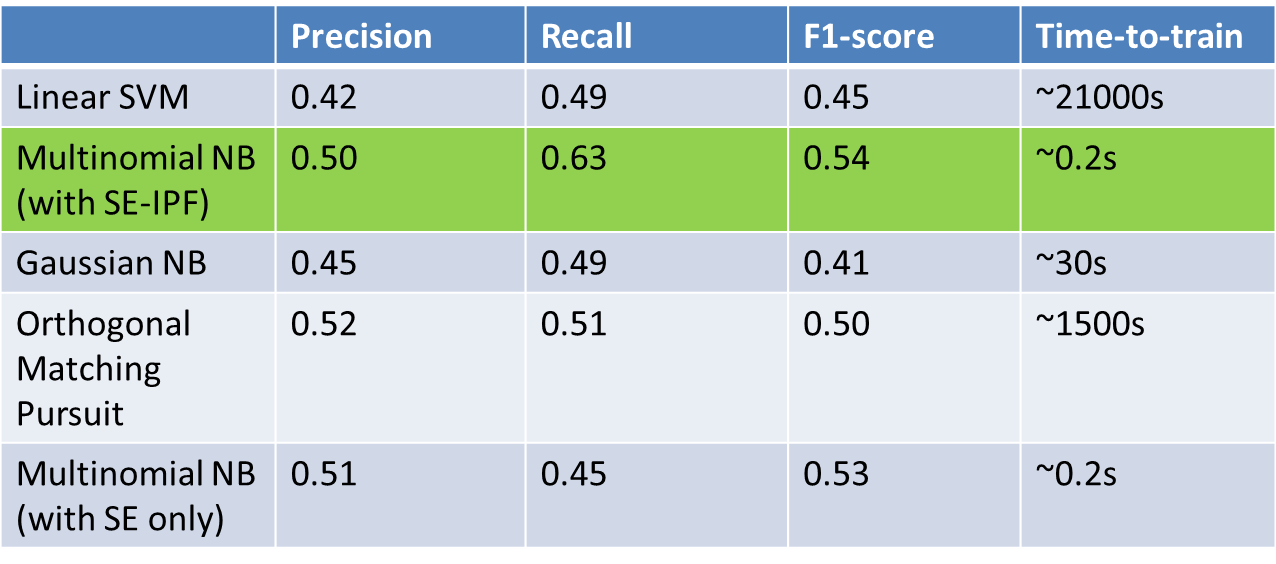 Precision Recall F1-score Time-to-train
Linear SVM 0.42 0.49 0.45 ~21000s
Multinomial NB 0.50 0.63 0.54 ~0.2s
(with SE-IPF)
Gaussian NB 0.45 0.49 0.41 ~30s
Orthogonal 0.52 0.51 0.50 ~1500s
Matching
Pursuit
Multinomial NB 0.51 0.45 0.53 ~0.2s
(with SE only)